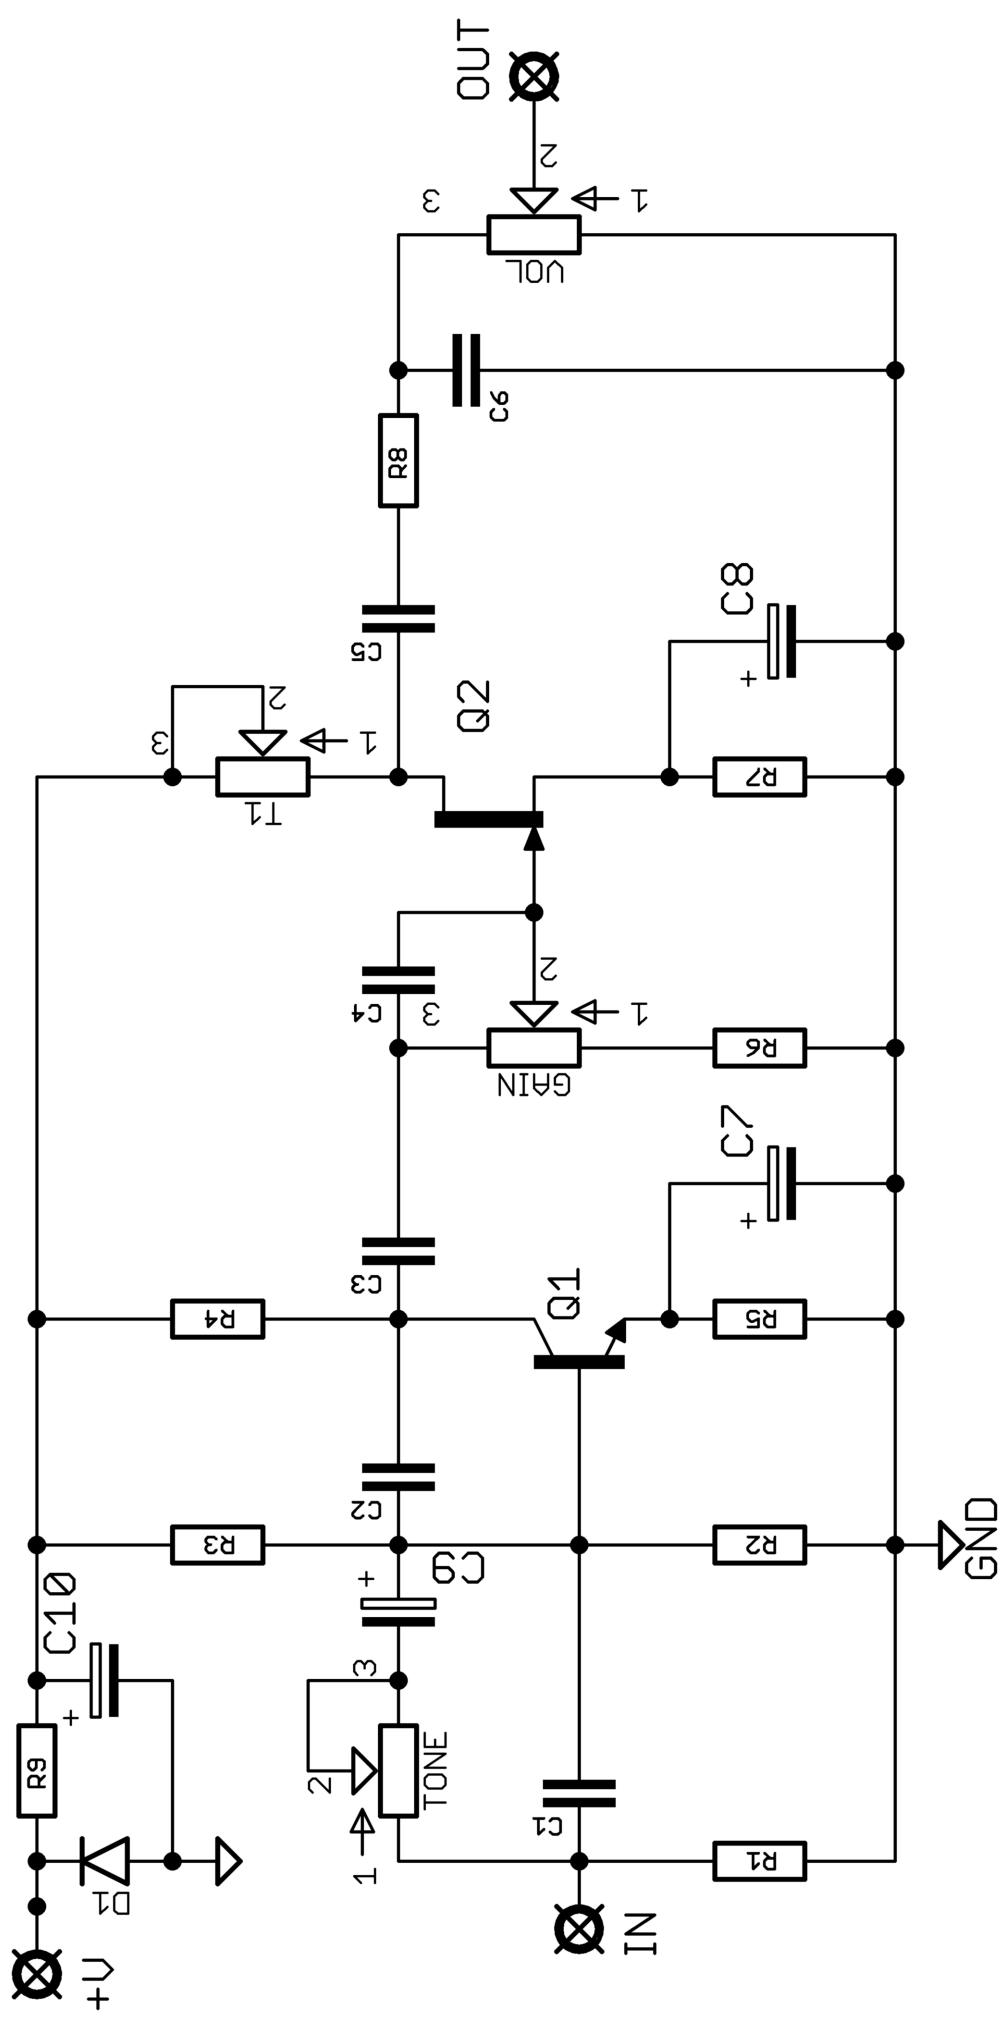 OUT
2
3
1
VOL
C6
R8
C8
+
C5
2
3
1
T1
Q2
R7
2
C4
3
1
GAIN
R6
C7
+
C3
Q1
R4
R5
C2
R3
R2
GND
C10
+
C9
+
3
2
TONE
1
R9
C1
R1
D1
IN
+V